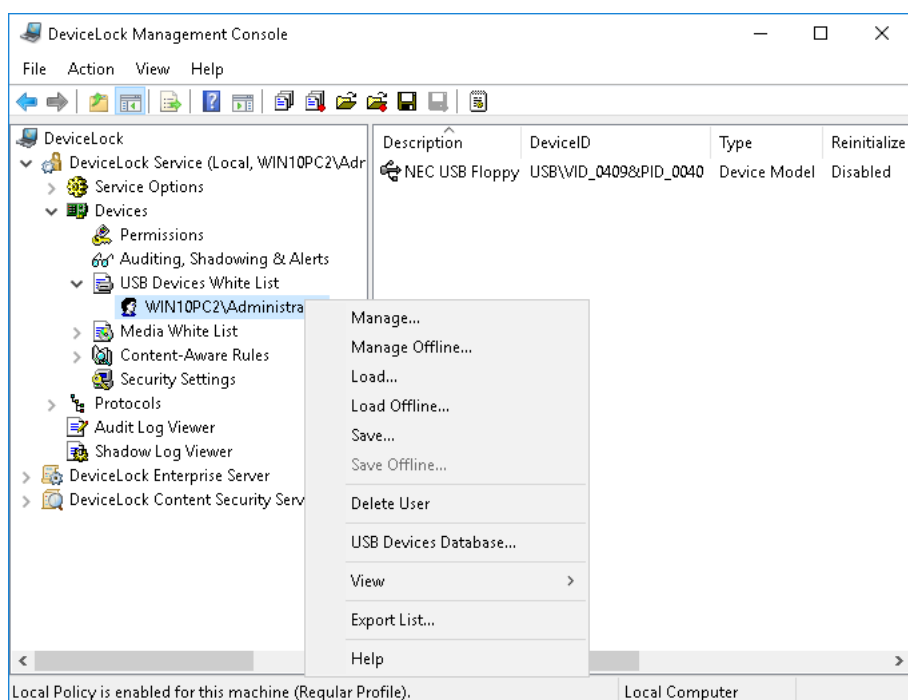 DeviceLock Management Console
File Action View Help
DeviceLock
DeviceLock Service (Local, WIN10PC2\Adr
Service Options
Devices
Permissions
Auditing, Shadowing & Alerts
USB Devices White List
WIN10PC2\Administra
Media White List
Content-Aware Rules
Security Settings
Protocols
Audit Log Viewer
Shadow Log Viewer
DeviceLock Enterprise Server
DeviceLock Content Security Serv
Description DeviceID Type Reinitialize
NEC USB Floppy USB\VID_0409&PID_0040 Device Model Disabled
Manage...
Manage Offline...
Load...
Load Offline...
Save...
Save Offline...
Delete User
USB Devices Database...
View
Export List...
Help
Local Policy is enabled for this machine (Regular Profile). Local Computer